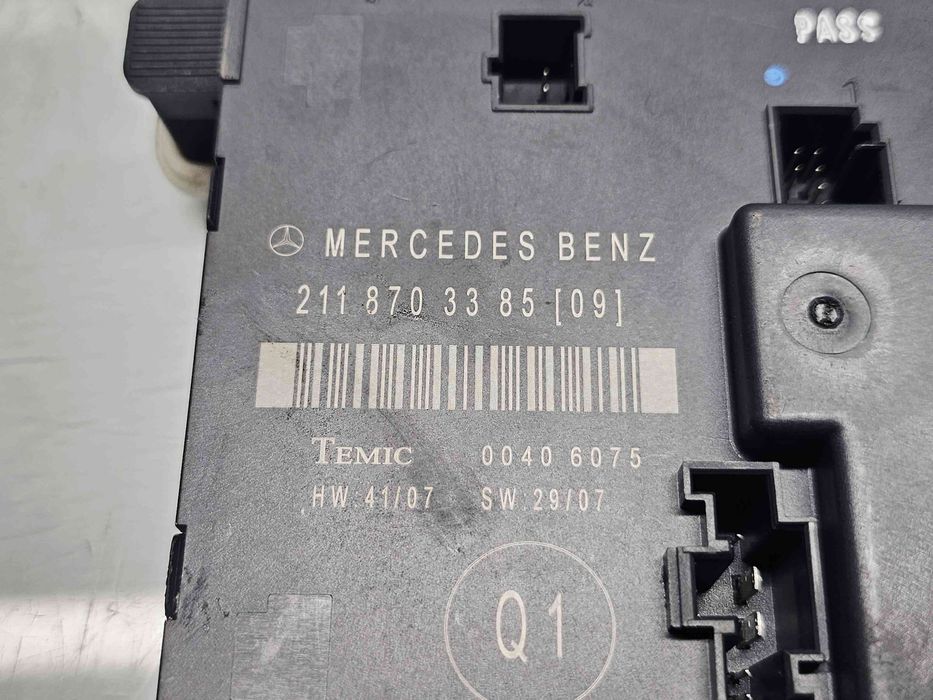 PASS
MERCEDES BENZ
211 870 33 85 [09]
TEMIC 0040 6075
HW:41/07 SW:29/07
Q1